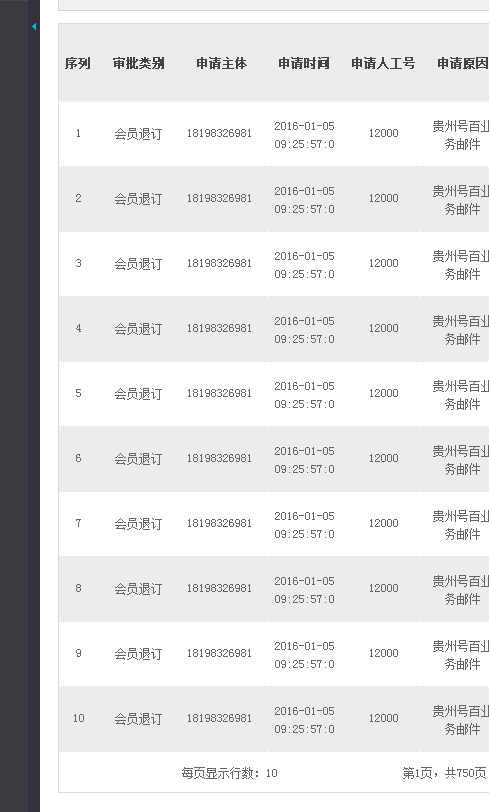 序列 审批类别 申请主体 申请时间 申请人工号 申请原因
1 会员退订 18198326981 2016-01-05 09:25:57:0 12000 贵州号百业务邮件
2 会员退订 18198326981 2016-01-05 09:25:57:0 12000 贵州号百业务邮件
3 会员退订 18198326981 2016-01-05 09:25:57:0 12000 贵州号百业务邮件
4 会员退订 18198326981 2016-01-05 09:25:57:0 12000 贵州号百业务邮件
5 会员退订 18198326981 2016-01-05 09:25:57:0 12000 贵州号百业务邮件
6 会员退订 18198326981 2016-01-05 09:25:57:0 12000 贵州号百业务邮件
7 会员退订 18198326981 2016-01-05 09:25:57:0 12000 贵州号百业务邮件
8 会员退订 18198326981 2016-01-05 09:25:57:0 12000 贵州号百业务邮件
9 会员退订 18198326981 2016-01-05 09:25:57:0 12000 贵州号百业务邮件
10 会员退订 18198326981 2016-01-05 09:25:57:0 12000 贵州号百业务邮件
每页显示行数：10 第1页，共750页